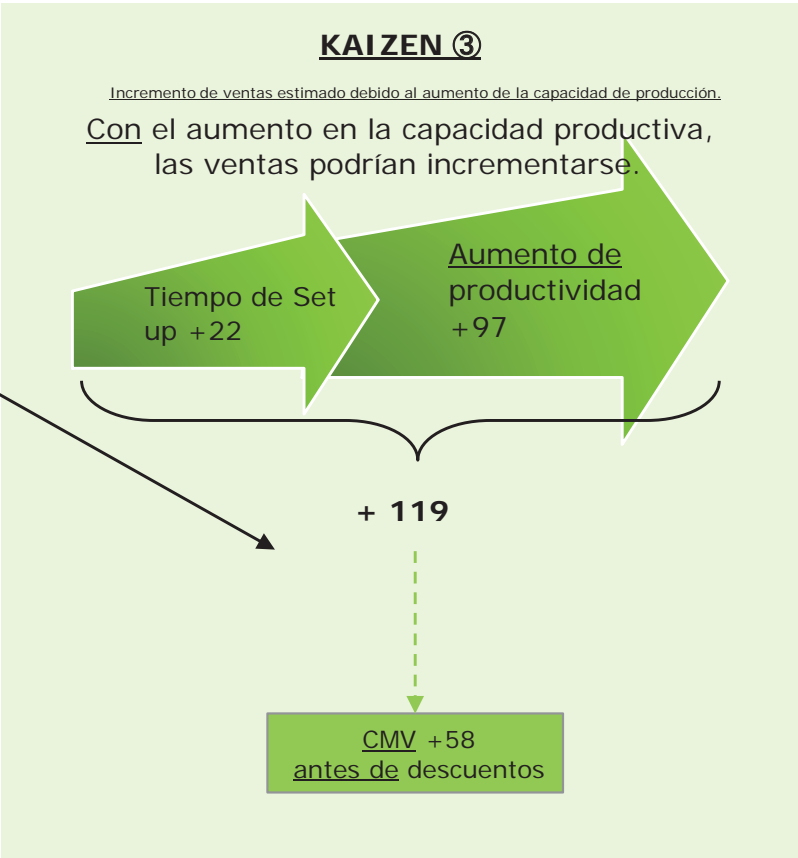 KAIZEN ③
Incremento de ventas estimado debido al aumento de la capacidad de producción.
Con el aumento en la capacidad productiva,
las ventas podrían incrementarse.
Tiempo de Set
up +22
Aumento de
productividad
+97
+ 119
CMV +58
antes de descuentos